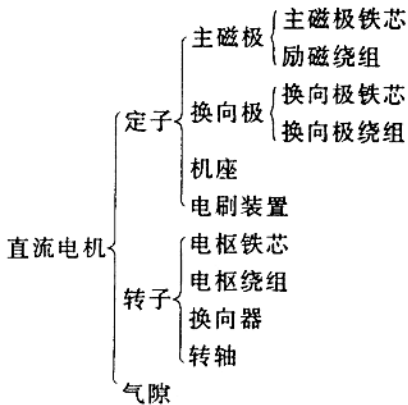 主磁极铁芯
主磁极
励磁绕组
定子
换向极铁芯
换向极
换向极绕组
机座
电刷装置
直流电机
电枢铁芯
电枢绕组
转子
换向器
转轴
气隙